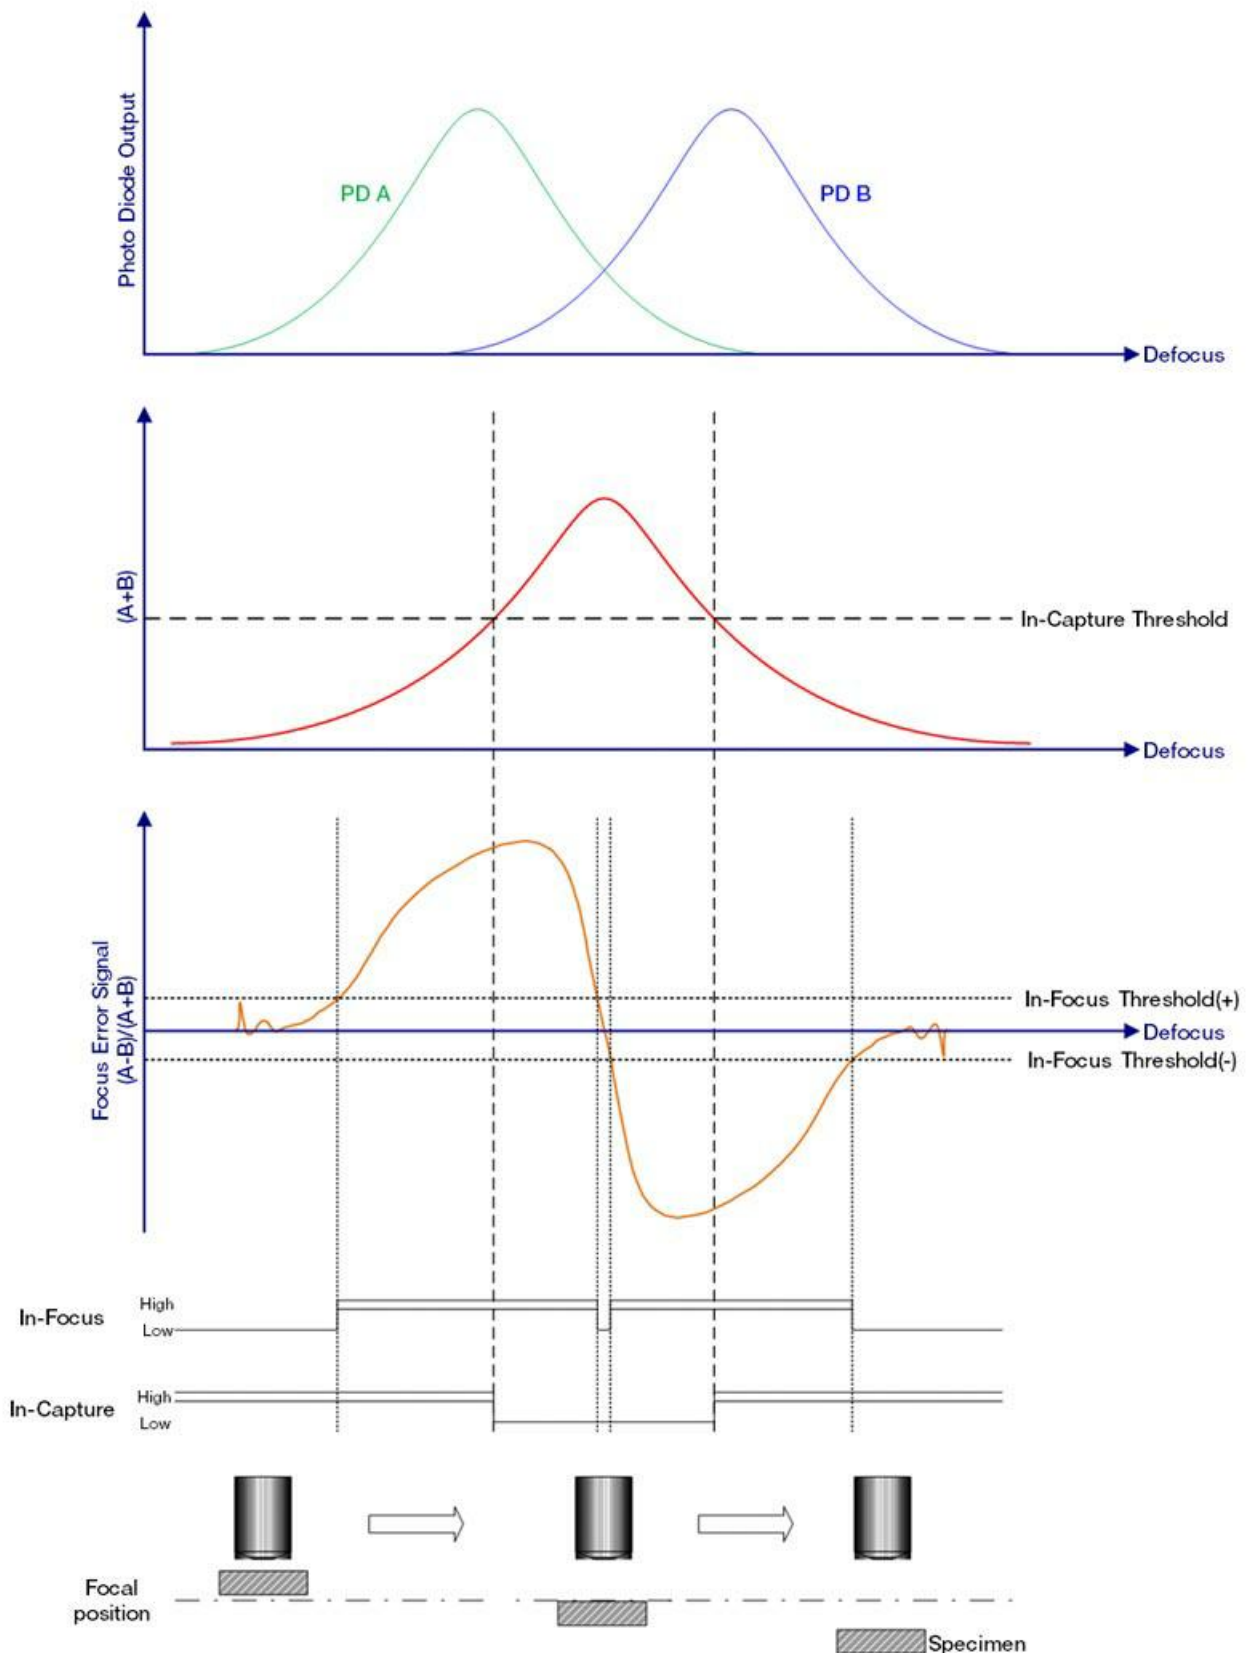 Photo Diode Output
PD A
PD B
Defocus
(A+B)
In-Capture Threshold
Defocus
Focus Error Signal
(A-B)/(A+B)
In-Focus Threshold(+)
Defocus
In-Focus Threshold(-)
In-Focus
High
Low
In-Capture
High
Low
Focal
position
Specimen